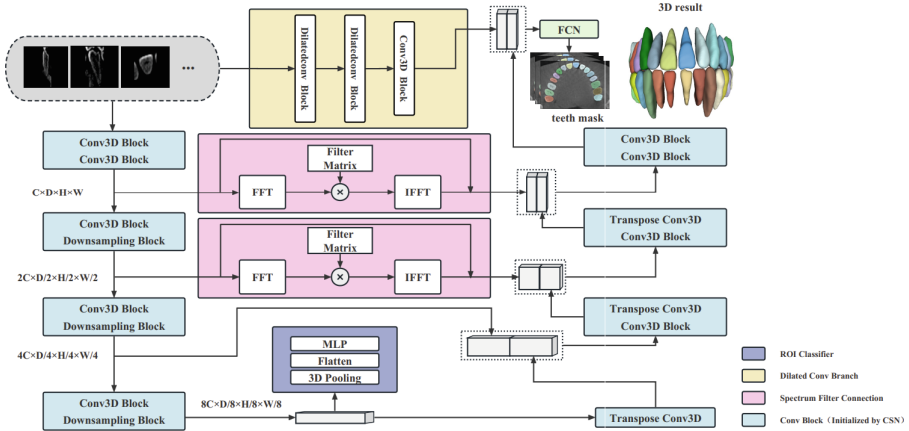 3D result
FCN
teeth mask
...
Dilatedconv Block
Dilatedconv Block
Conv3D Block
Conv3D Block
Conv3D Block
C×D×H×W
Filter
Matrix
FFT
IFFT
Conv3D Block
Conv3D Block
Conv3D Block
Downsampling Block
2C×D/2×H/2×W/2
Filter
Matrix
FFT
IFFT
Transpose Conv3D
Conv3D Block
Conv3D Block
Downsampling Block
4C×D/4×H/4×W/4
Transpose Conv3D
Conv3D Block
MLP
Flatten
3D Pooling
Conv3D Block
Downsampling Block
8C×D/8×H/8×W/8
Transpose Conv3D
ROI Classifier
Dilated Conv Branch
Spectrum Filter Connection
Conv Block（Initialized by CSN）